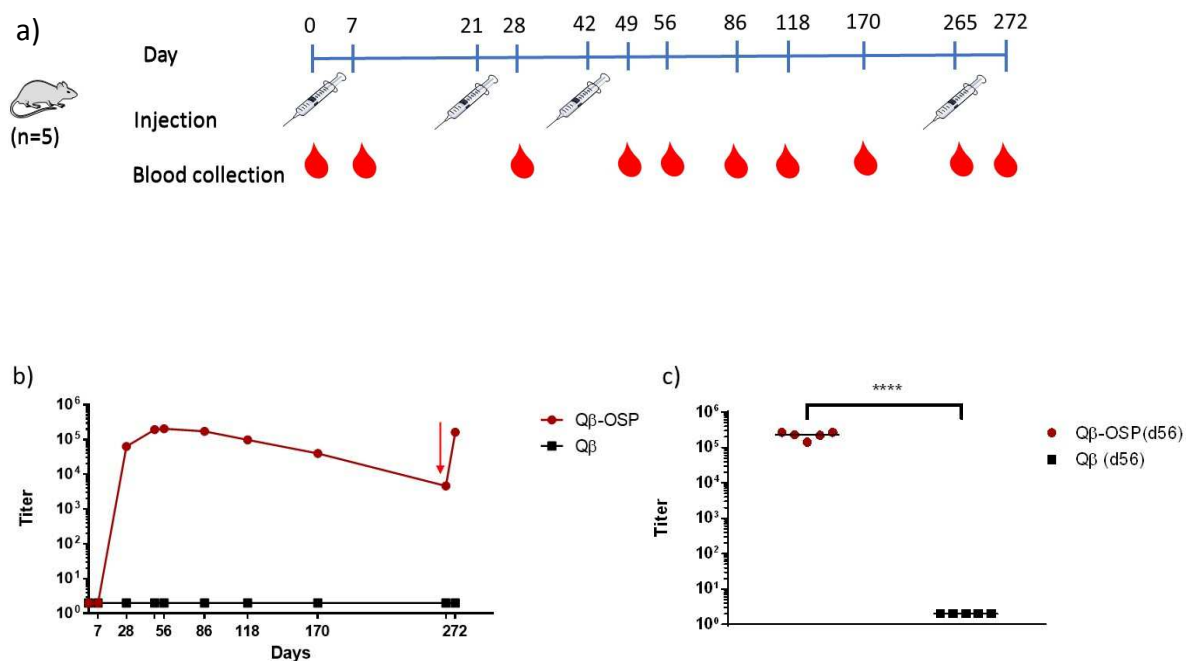 a)
0 7 21 28 42 49 56 86 118 170 265 272
Day
Injection
(n=5)
Blood collection
b)
10⁶
10⁵
10⁴
10³
10²
10¹
10⁰
Titer
7 28 56 86 118 170 272
Days
Qβ-OSP
Qβ
c)
****
10⁶
10⁵
10⁴
10³
10²
10¹
10⁰
Titer
Qβ-OSP(d56)
Qβ (d56)